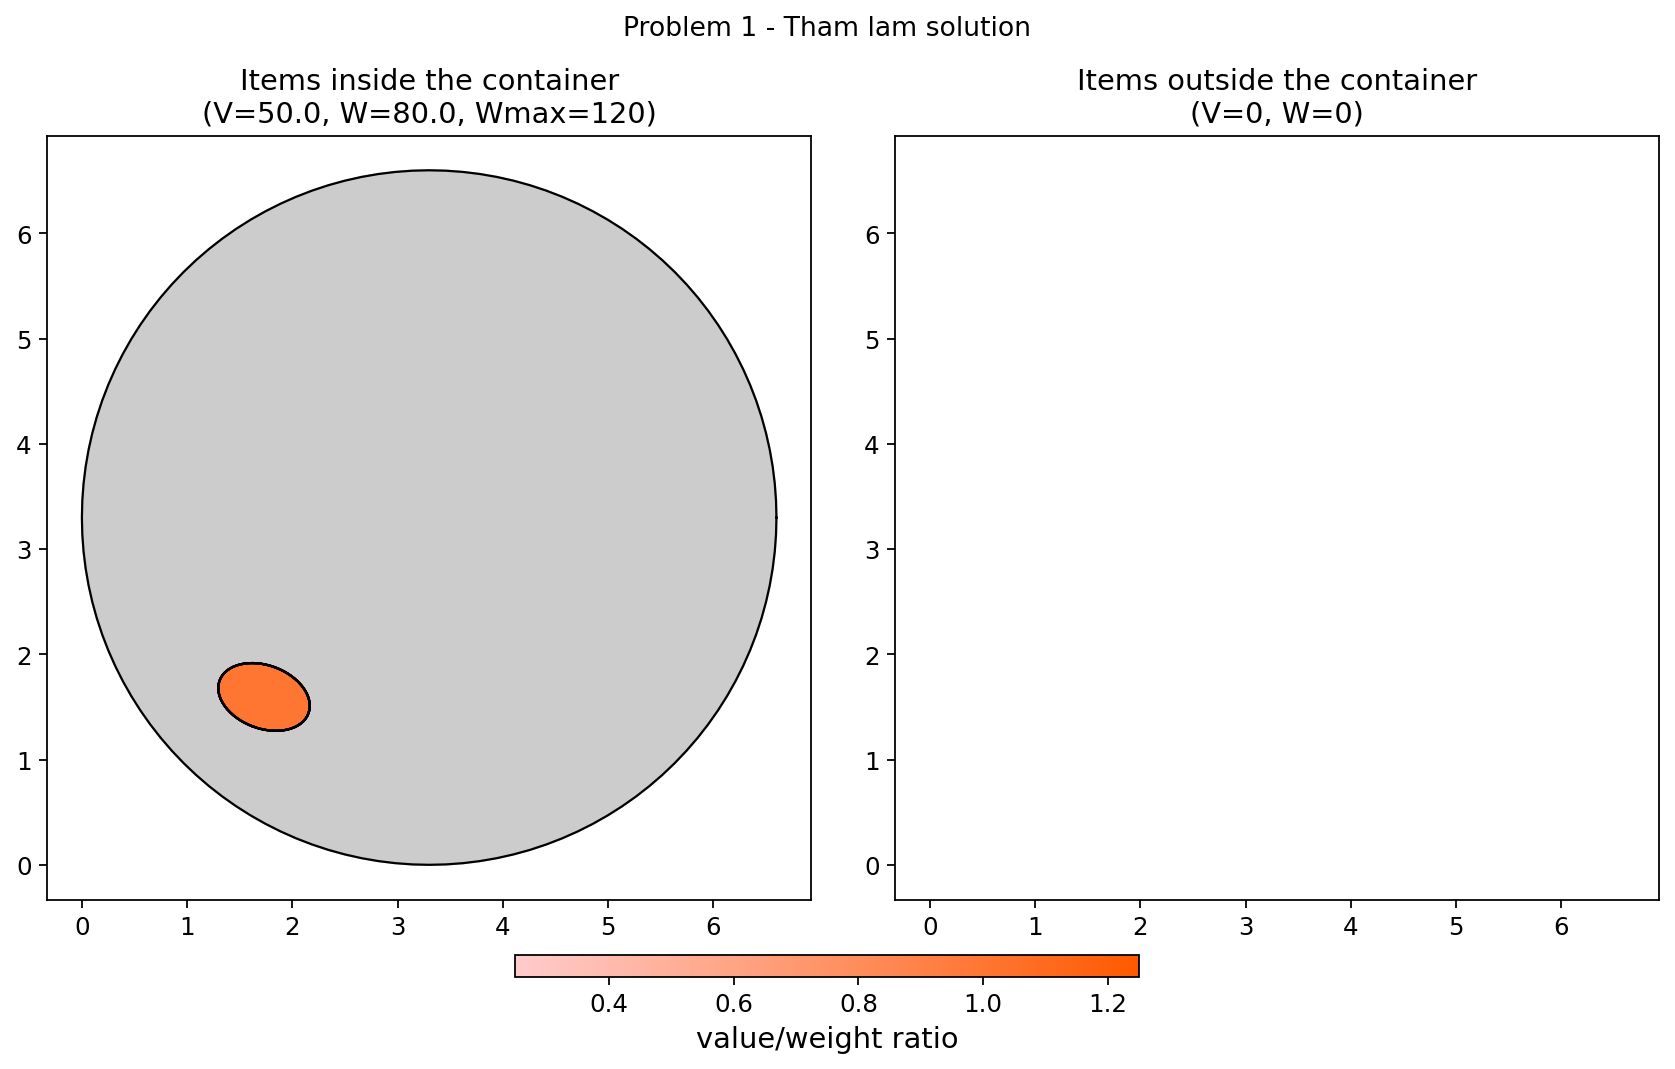 Problem 1 - Tham lam solution
Items inside the container
(V=50.0, W=80.0, Wmax=120)
6
5
4
3
2
1
0
0 1 2 3 4 5 6
Items outside the container
(V=0, W=0)
6
5
4
3
2
1
0
0 1 2 3 4 5 6
0.4 0.6 0.8 1.0 1.2
value/weight ratio